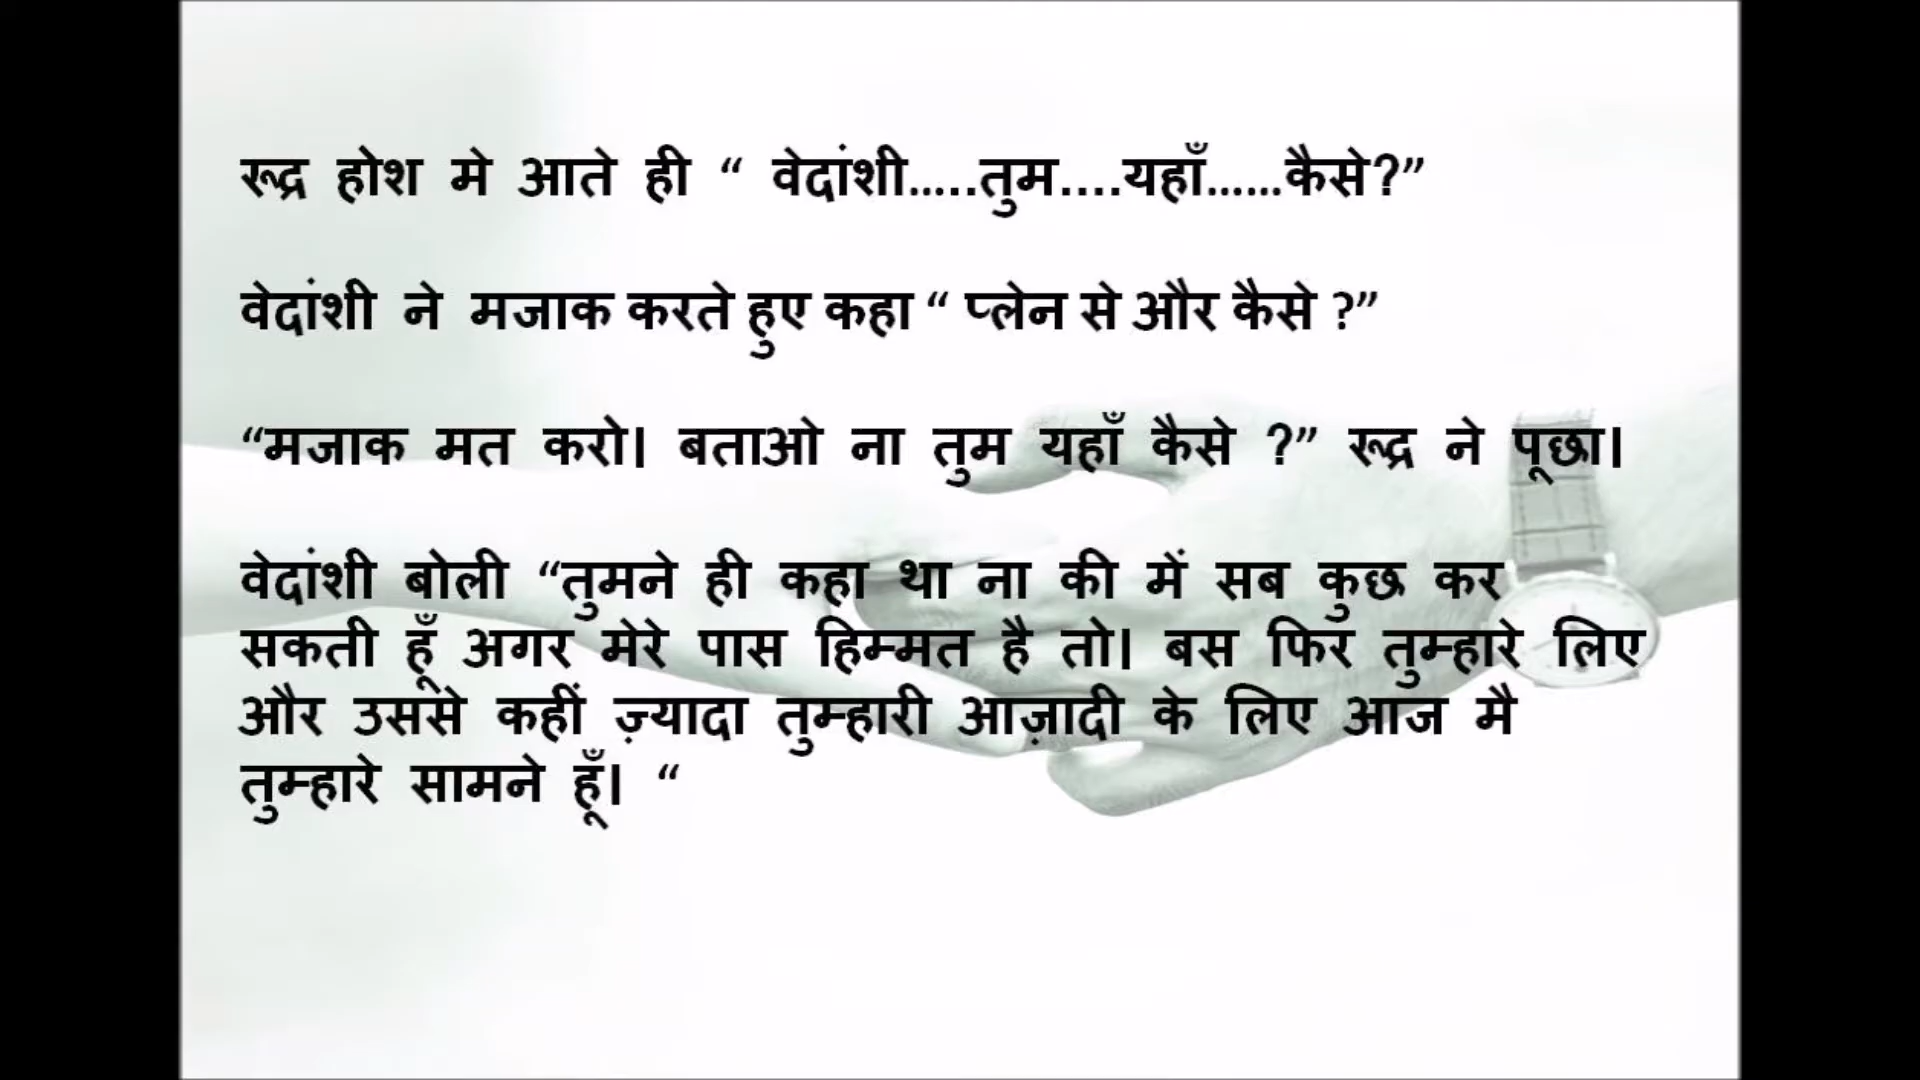 रूद्र होश मे आते ही “ वेदांशी.....तुम....यहाँ......कैसे?”
वेदांशी ने मजाक करते हुए कहा “ प्लेन से और कैसे ?”
“मजाक मत करो। बताओ ना तुम यहाँ कैसे ?” रूद्र ने पूछा।
वेदांशी बोली “तुमने ही कहा था ना की में सब कुछ कर
सकती हूँ अगर मेरे पास हिम्मत है तो। बस फिर तुम्हारे लिए
और उससे कहीं ज़्यादा तुम्हारी आज़ादी के लिए आज मै
तुम्हारे सामने हूँ। “